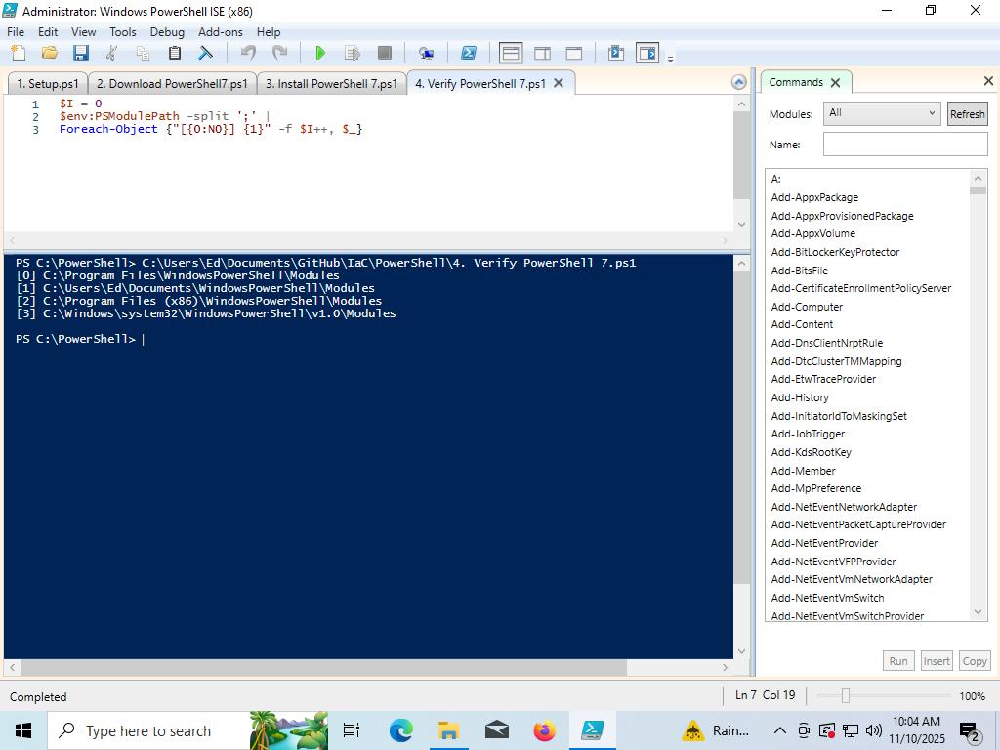 Administrator: Windows PowerShell ISE (x86)
File Edit View Tools Debug Add-ons Help
1. Setup.ps1 2. Download PowerShell7.ps1 3. Install PowerShell 7.ps1 4. Verify PowerShell 7.ps1
1 $I = 0
2 $env:PSModulePath -split ';' |
3 Foreach-Object {"[{0:N0}] {1}" -f $I++, $_}
PS C:\PowerShell> C:\Users\Ed\Documents\GitHub\IaC\PowerShell\4. Verify PowerShell 7.ps1
[0] C:\Program Files\WindowsPowerShell\Modules
[1] C:\Users\Ed\Documents\WindowsPowerShell\Modules
[2] C:\Program Files (x86)\WindowsPowerShell\Modules
[3] C:\Windows\system32\WindowsPowerShell\v1.0\Modules
PS C:\PowerShell>
Commands
Modules: All Refresh
Name:
A:
Add-AppxPackage
Add-AppxProvisionedPackage
Add-AppxVolume
Add-BitLockerKeyProtector
Add-BitsFile
Add-CertificateEnrollmentPolicyServer
Add-Computer
Add-Content
Add-DnsClientNrptRule
Add-DtcClusterTMMapping
Add-EtwTraceProvider
Add-History
Add-InitiatorIdToMaskingSet
Add-JobTrigger
Add-KdsRootKey
Add-Member
Add-MpPreference
Add-NetEventNetworkAdapter
Add-NetEventPacketCaptureProvider
Add-NetEventProvider
Add-NetEventVFPProvider
Add-NetEventVmNetworkAdapter
Add-NetEventVmSwitch
Add-NetEventVmSwitchProvider
Run Insert Copy
Completed Ln 7 Col 19 100%
Type here to search Rain... 10:04 AM
11/10/2025 2